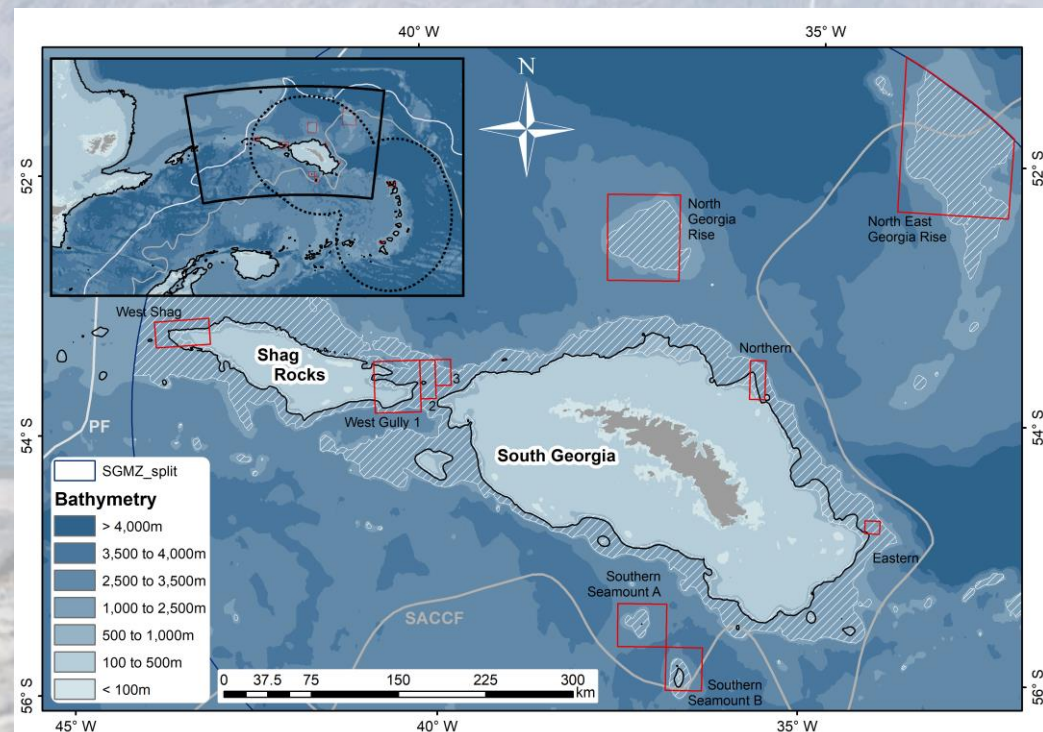 40° W
35° W
N
52° S
52° S
North
Georgia
Rise
North East
Georgia Rise
West Shag
Shag
Rocks
Northern
3
2
West Gully 1
PF
54° S
54° S
South Georgia
SGMZ_split
Bathymetry
> 4,000m
3,500 to 4,000m
2,500 to 3,500m
1,000 to 2,500m
500 to 1,000m
100 to 500m
< 100m
Eastern
Southern
Seamount A
SACCF
Southern
Seamount B
0 37.5 75 150 225 300
km
56° S
56° S
45° W
40° W
35° W